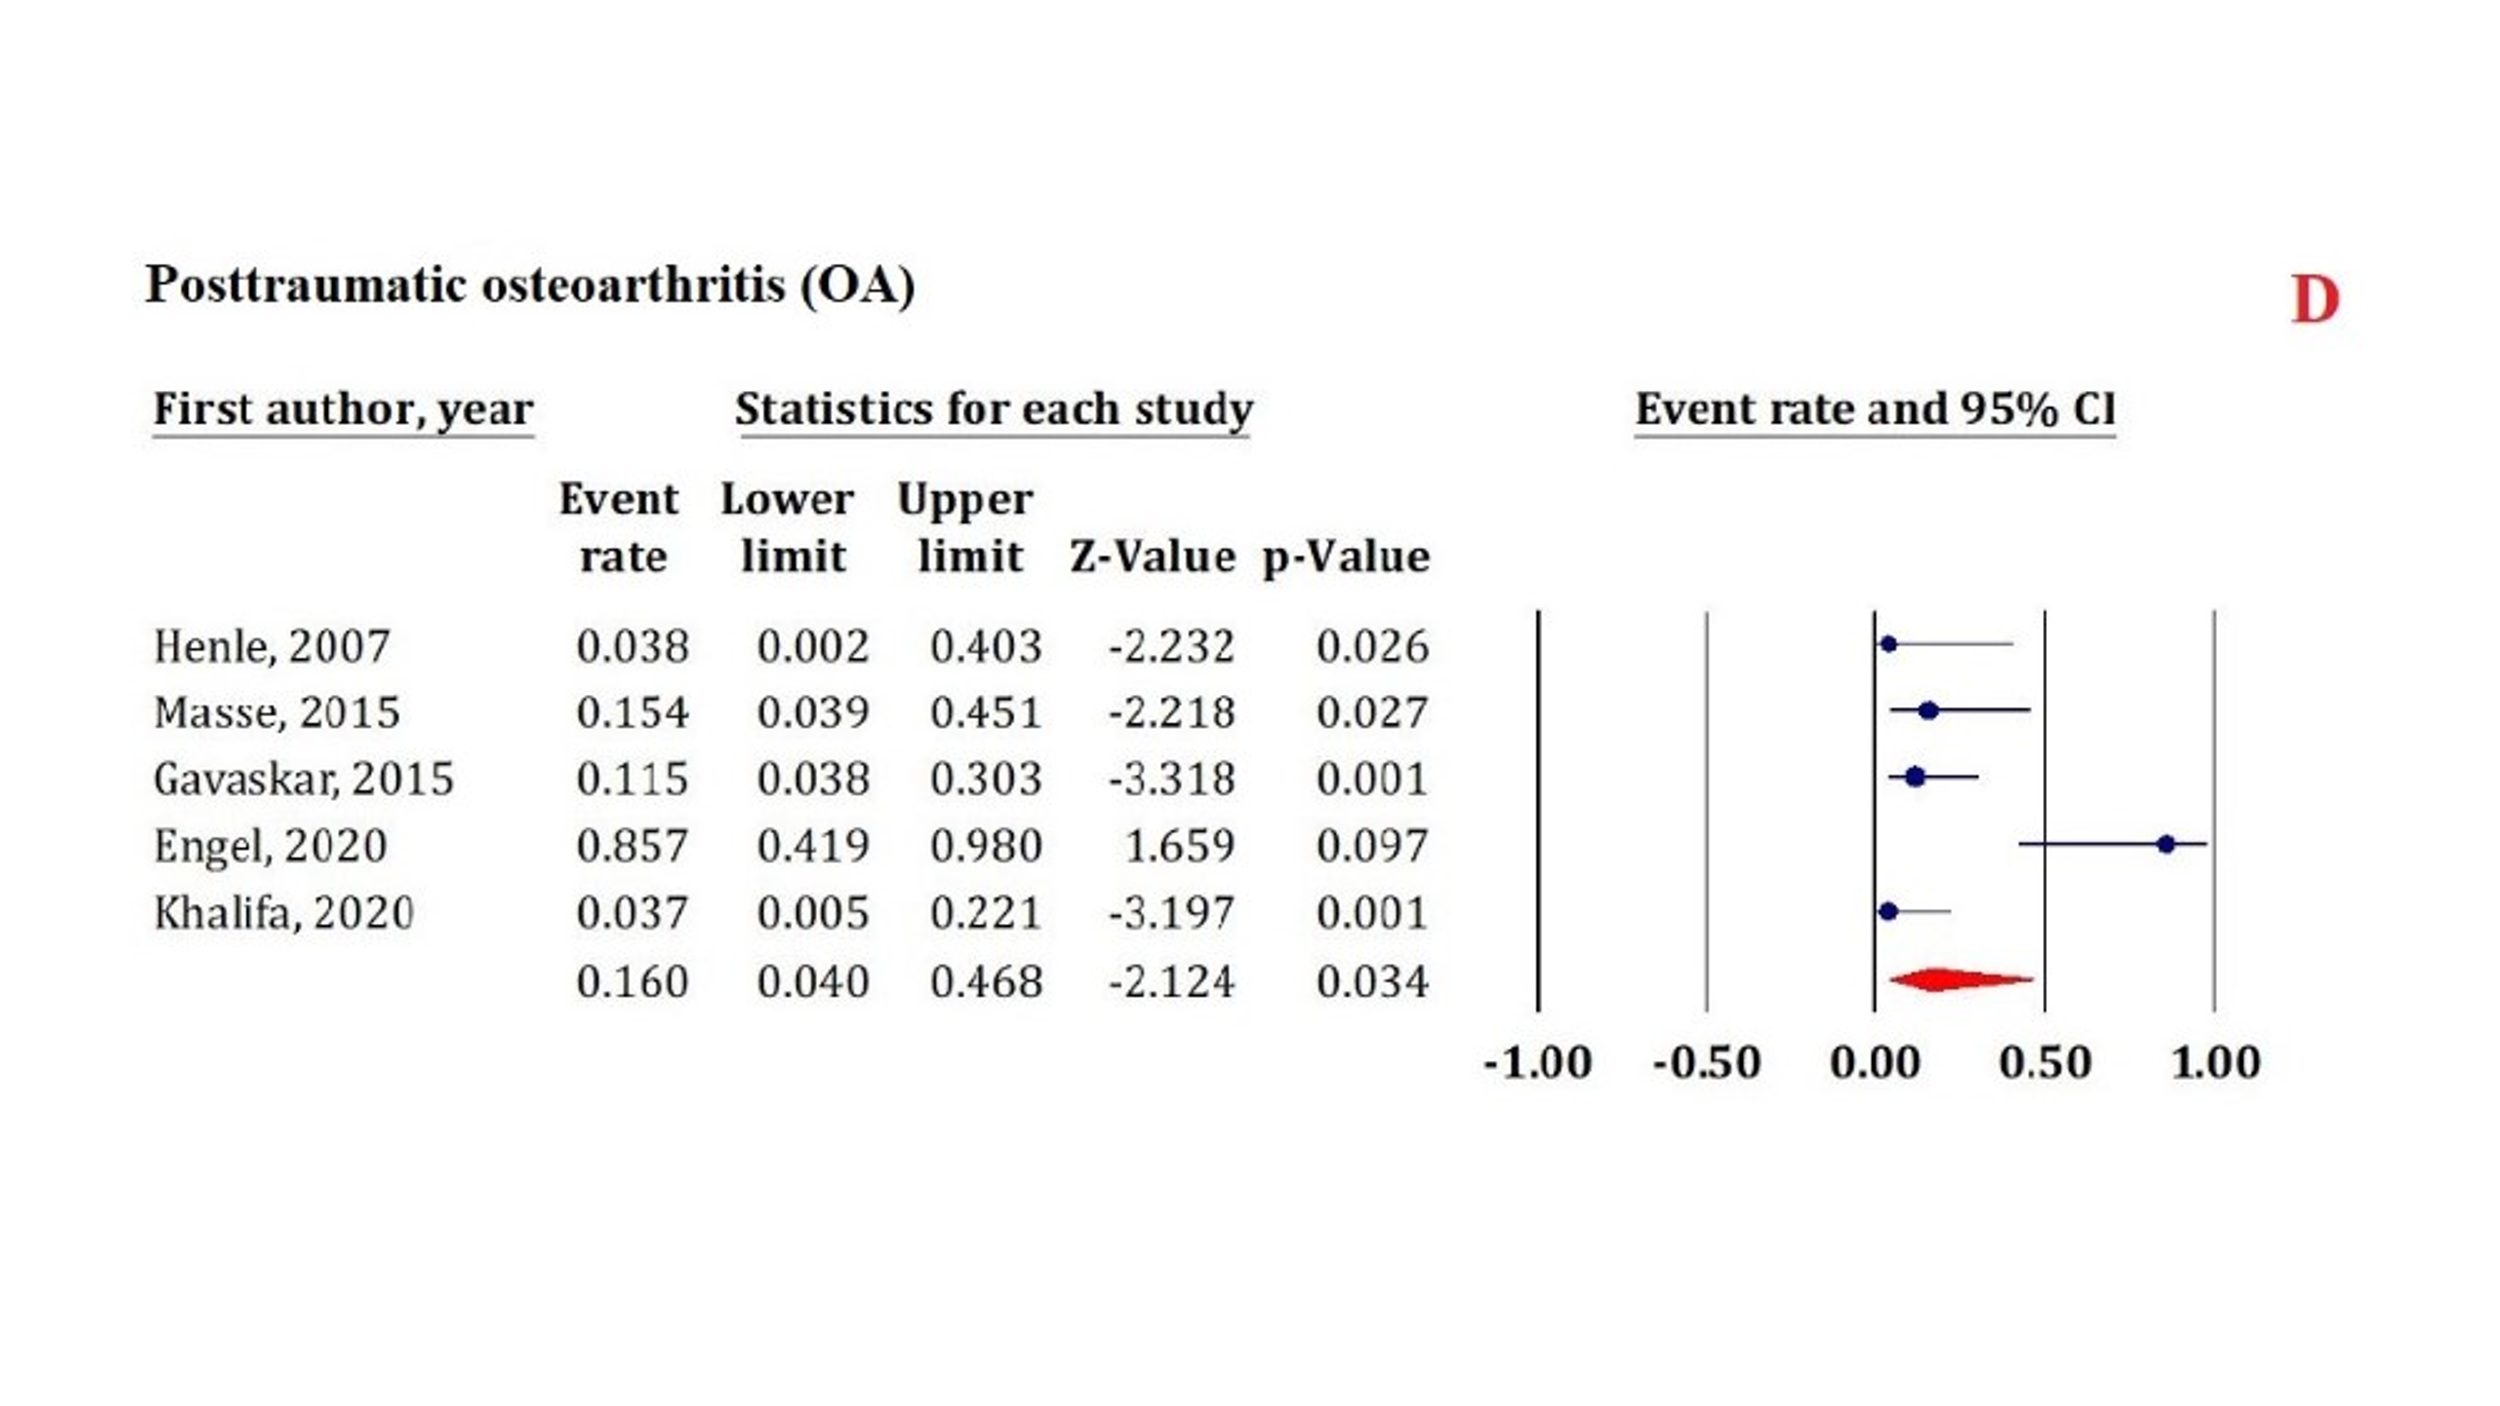 Posttraumatic osteoarthritis (OA)
D
First author, year Statistics for each study Event rate and 95% CI
Event Lower Upper
rate limit limit Z-Value p-Value
Henle, 2007 0.038 0.002 0.403 -2.232 0.026
Masse, 2015 0.154 0.039 0.451 -2.218 0.027
Gavaskar, 2015 0.115 0.038 0.303 -3.318 0.001
Engel, 2020 0.857 0.419 0.980 1.659 0.097
Khalifa, 2020 0.037 0.005 0.221 -3.197 0.001
0.160 0.040 0.468 -2.124 0.034
-1.00 -0.50 0.00 0.50 1.00